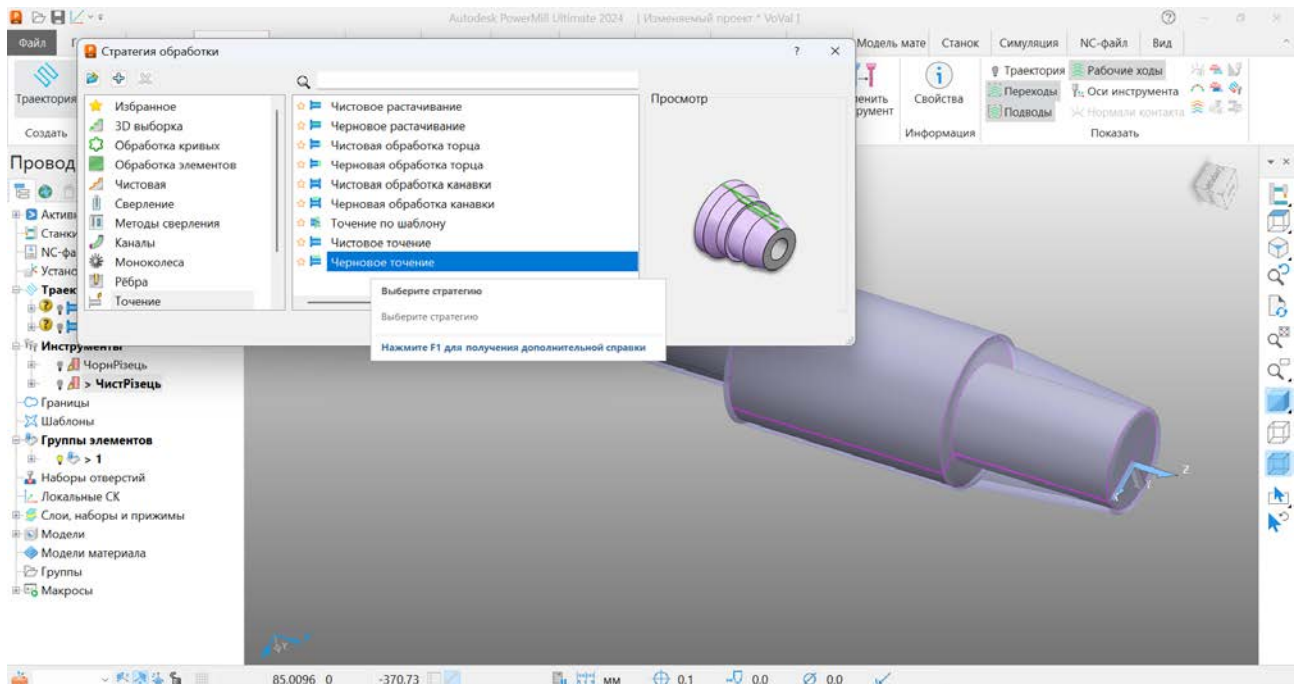 Autodesk PowerMill Ultimate 2024 [ Изменяемый проект * VoVal ]
Файл
Стратегия обработки
?
Модель мате Станок Симуляция NC-файл Вид
Траектория
Создать
Свойства
Информация
Траектория Рабочие ходы
Переходы Оси инструмента
Подводы Нормали контакта
Показать
Избранное
3D выборка
Обработка кривых
Обработка элементов
Чистовая
Сверление
Методы сверления
Каналы
Моноколеса
Рёбра
Точение
Чистовое растачивание
Черновое растачивание
Чистовая обработка торца
Черновая обработка торца
Чистовая обработка канавки
Черновая обработка канавки
Точение по шаблону
Чистовое точение
Черновое точение
Просмотр
Выберите стратегию
Выберите стратегию
Нажмите F1 для получения дополнительной справки
Провод
Актив
Станки
NC-фа
Устано
Траек
Инструменты
ЧорнРізець
> ЧистРізець
Границы
Шаблоны
Группы элементов
> 1
Наборы отверстий
Локальные СК
Слои, наборы и прижимы
Модели
Модели материала
Группы
Макросы
Z
85.0096 0 -370.73 мм 0.1 0.0 0.0